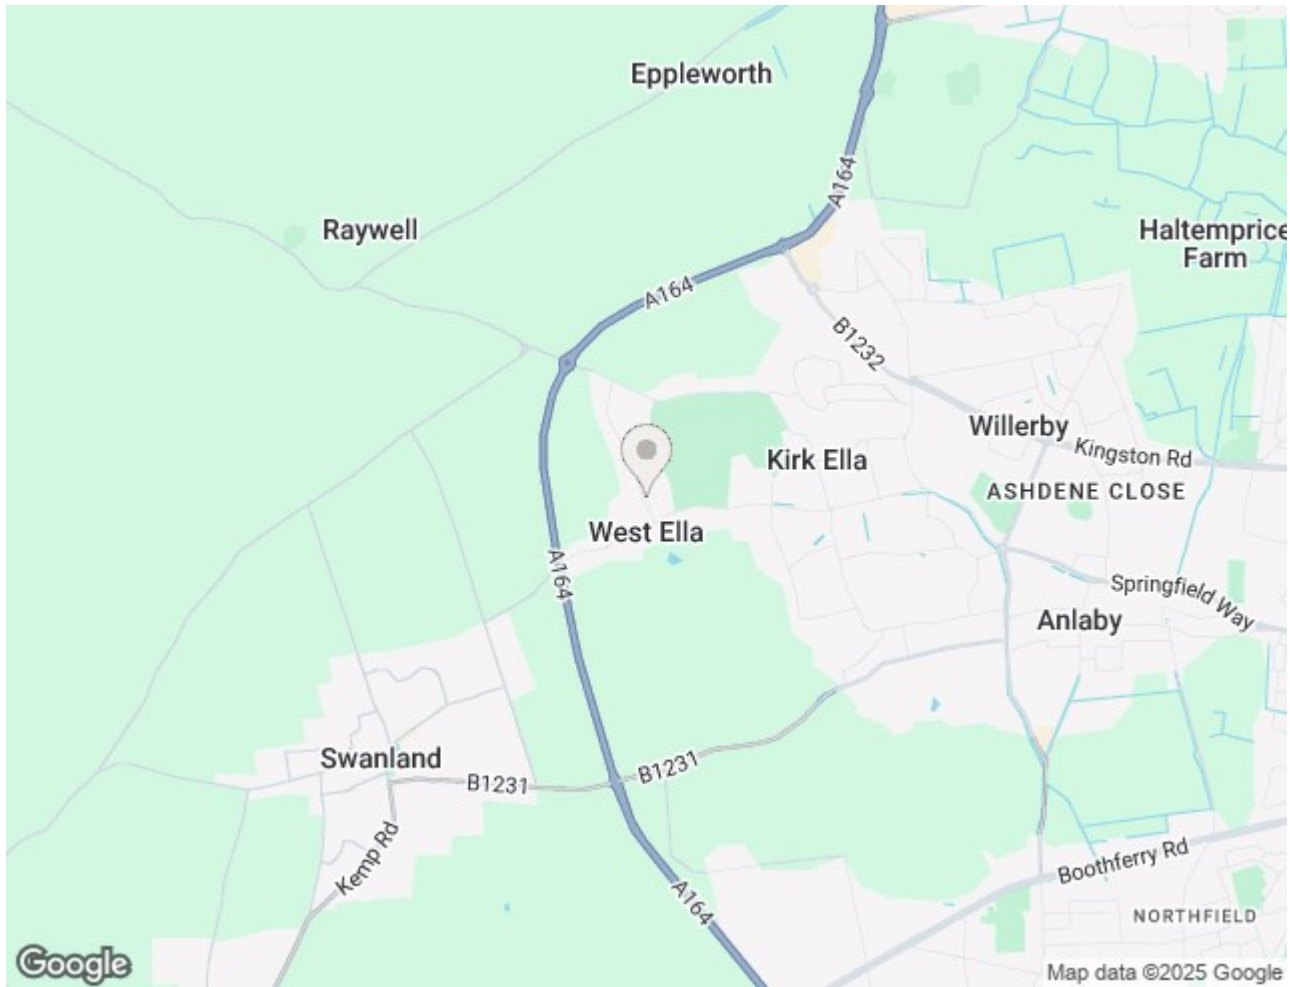 Eppleworth
A164
Raywell
Haltemprice
Farm
A164
B1232
Willerby
Kingston Rd
Kirk Ella
ASHDENE CLOSE
West Ella
A164
Springfield Way
Anlaby
Swanland
B1231
B1231
Kemp Rd
Boothferry Rd
A164
NORTHFIELD
Google
Map data ©2025 Google